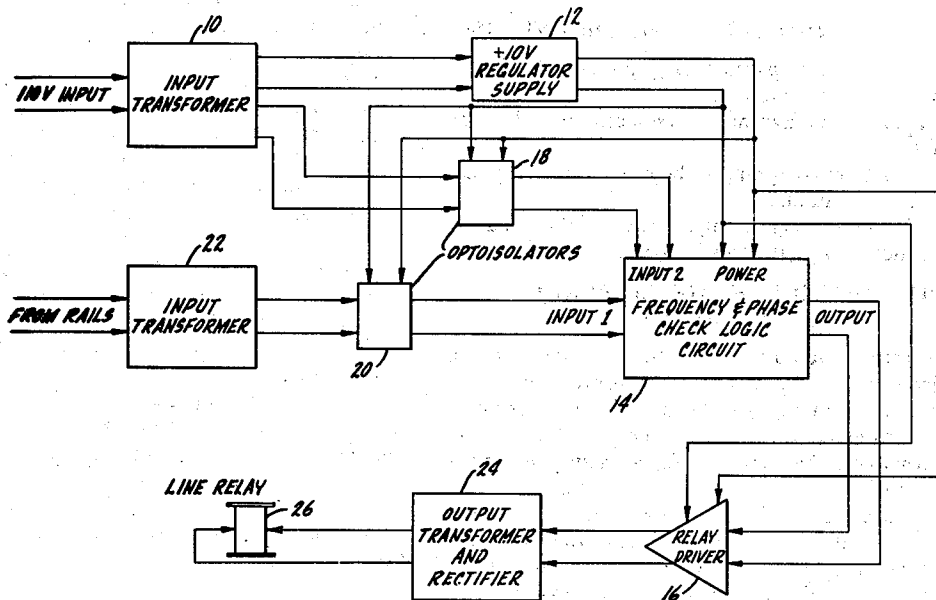 10
12
110V INPUT
INPUT
TRANSFORMER
+10V
REGULATOR
SUPPLY
18
OPTOISOLATORS
22
FROM RAILS
INPUT
TRANSFORMER
20
INPUT 1
INPUT 2
POWER
FREQUENCY & PHASE
CHECK LOGIC
CIRCUIT
OUTPUT
14
LINE RELAY
26
24
OUTPUT
TRANSFORMER
AND
RECTIFIER
RELAY
DRIVER
16